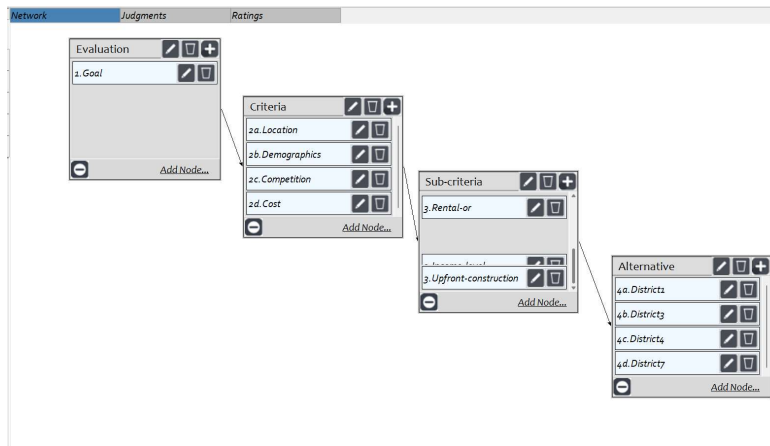 Network
Judgments
Ratings
Evaluation
1.Goal
Add Node...
Criteria
2a.Location
2b.Demographics
2c.Competition
2d.Cost
Add Node...
Sub-criteria
3.Rental-or
3.Upfront-construction
Add Node...
Alternative
4a.District1
4b.District3
4c.District4
4d.District7
Add Node...